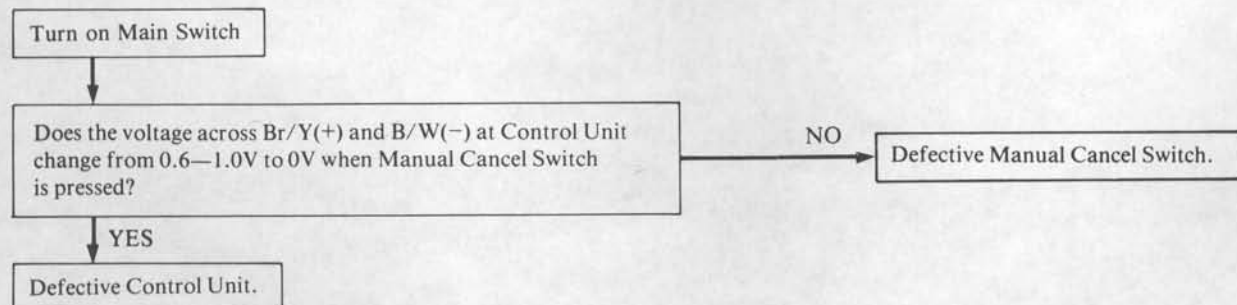 Turn on Main Switch
Does the voltage across Br/Y(+) and B/W(−) at Control Unit
change from 0.6—1.0V to 0V when Manual Cancel Switch
is pressed?
NO
Defective Manual Cancel Switch.
YES
Defective Control Unit.